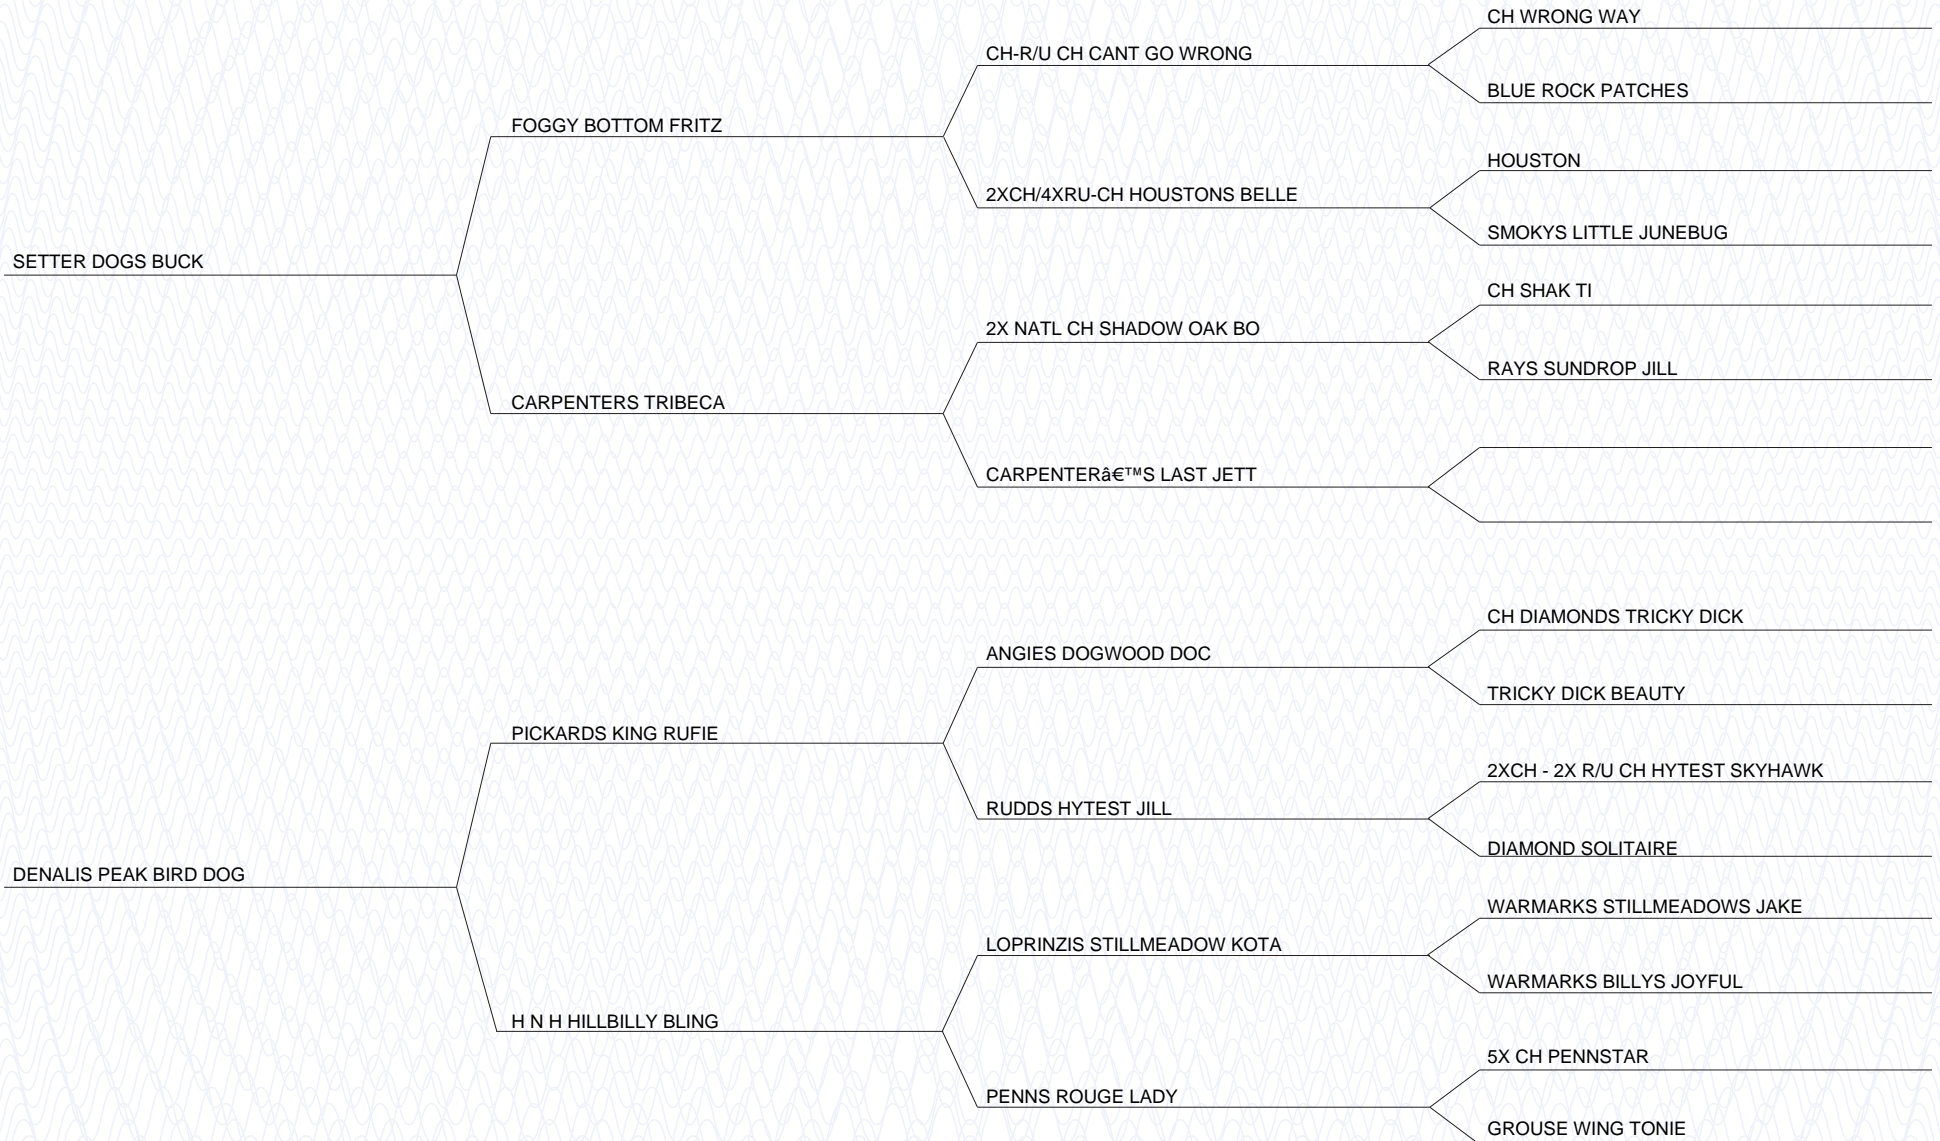 CH WRONG WAY
CH-R/U CH CANT GO WRONG
BLUE ROCK PATCHES
FOGGY BOTTOM FRITZ
HOUSTON
2XCH/4XRU-CH HOUSTONS BELLE
SMOKYS LITTLE JUNEBUG
SETTER DOGS BUCK
CH SHAK TI
2X NATL CH SHADOW OAK BO
RAYS SUNDROP JILL
CARPENTERS TRIBECA
CARPENTERâ€™S LAST JETT
CH DIAMONDS TRICKY DICK
ANGIES DOGWOOD DOC
TRICKY DICK BEAUTY
PICKARDS KING RUFIE
2XCH - 2X R/U CH HYTEST SKYHAWK
RUDDS HYTEST JILL
DIAMOND SOLITAIRE
DENALIS PEAK BIRD DOG
WARMARKS STILLMEADOWS JAKE
LOPRINZIS STILLMEADOW KOTA
WARMARKS BILLYS JOYFUL
H N H HILLBILLY BLING
5X CH PENNSTAR
PENNS ROUGE LADY
GROUSE WING TONIE